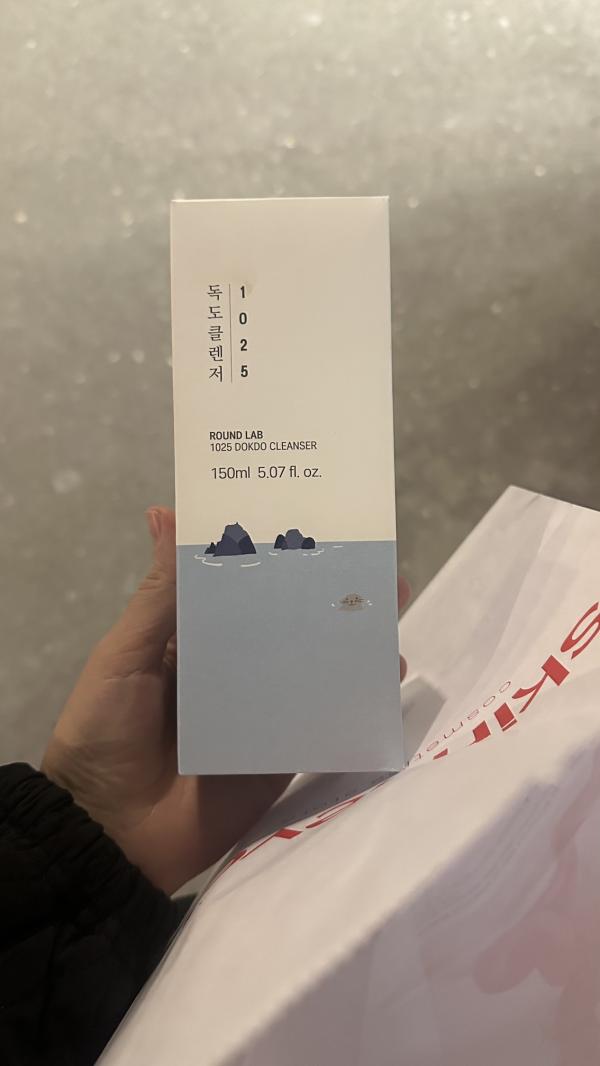 독도클렌저
1025
ROUND LAB
1025 DOKDO CLEANSER
150ml 5.07 fl. oz.